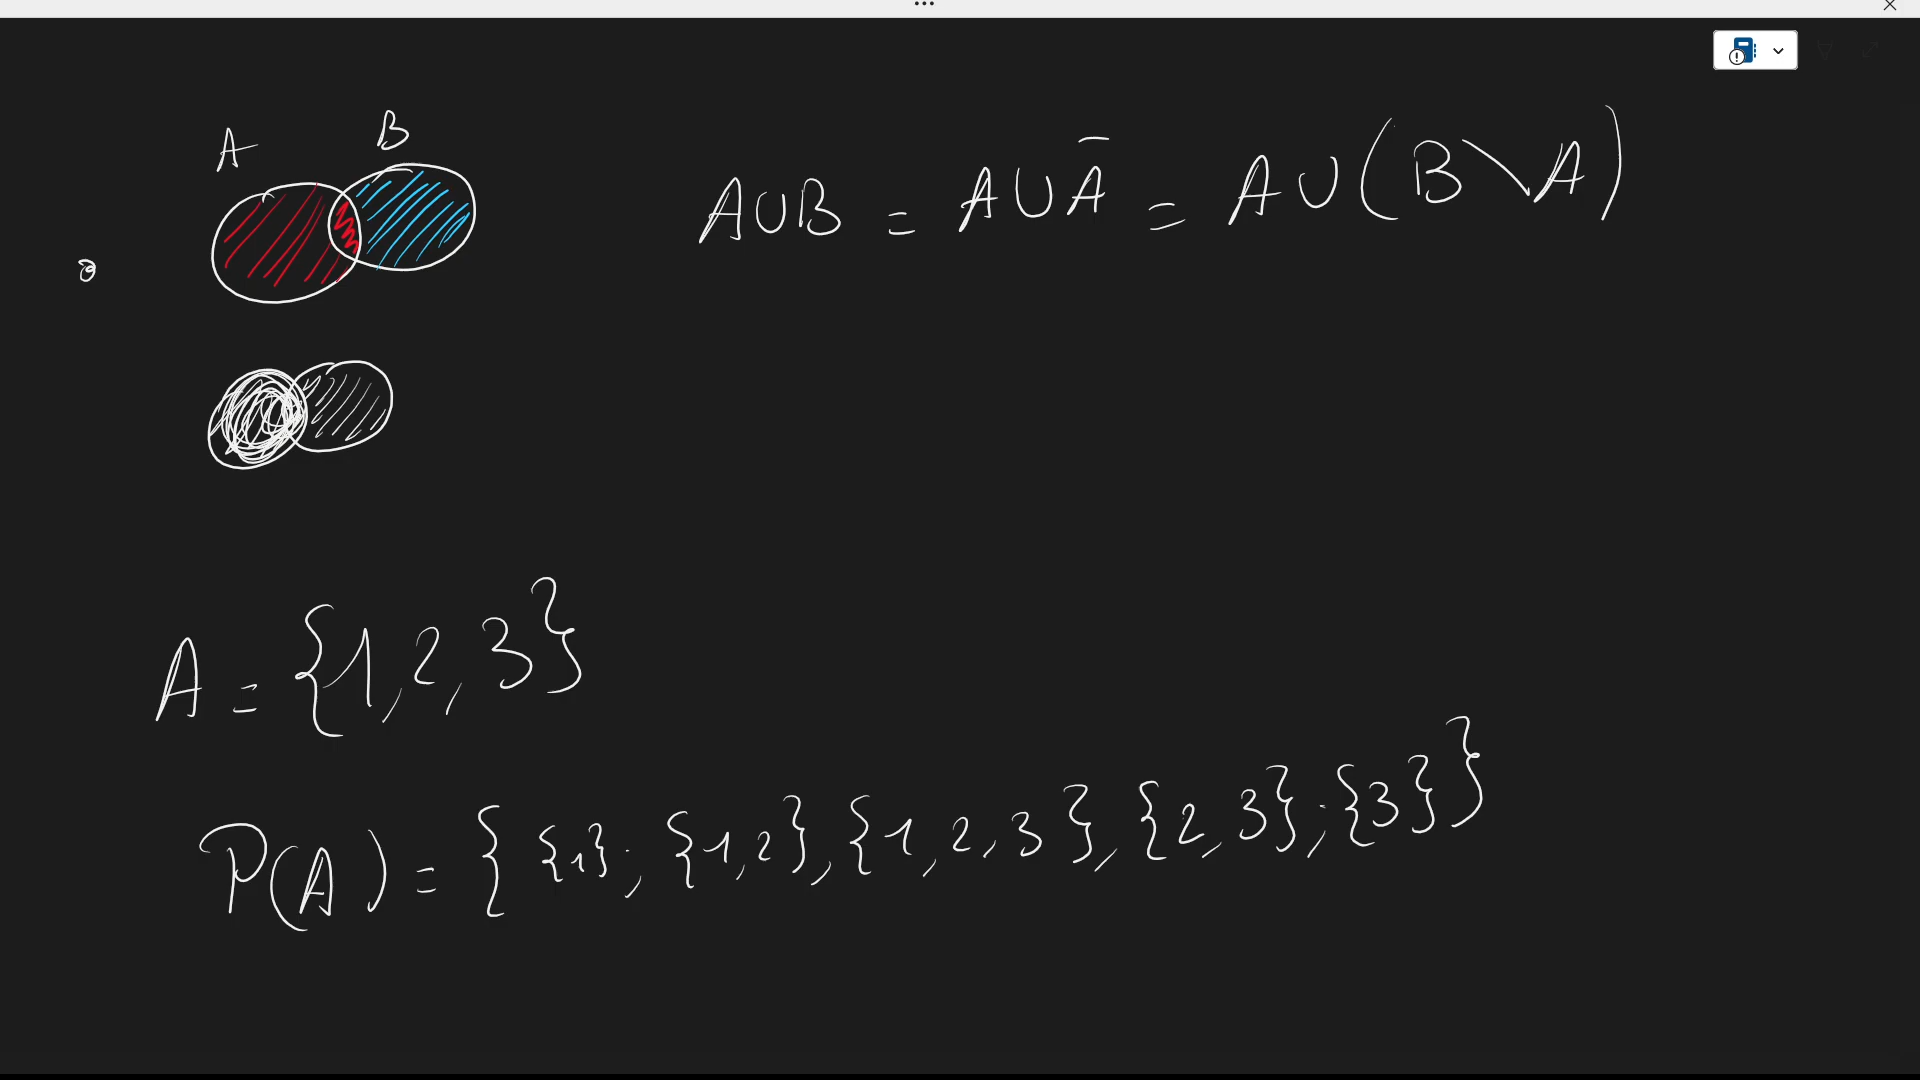 A B
A∪B = A∪Ā = A∪(B∖A)
A = {1,2,3}
P(A) = { {1}; {1,2}, {1,2,3}, {2,3}; {3}}